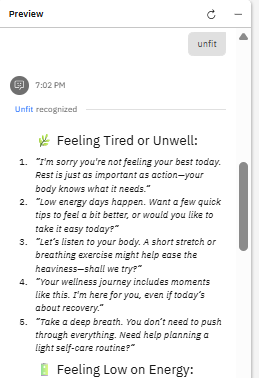 Preview
unfit
7:02 PM
Unfit recognized
🌿 Feeling Tired or Unwell:
1. "I'm sorry you're not feeling your best today.
Rest is just as important as action—your
body knows what it needs."
2. "Low energy days happen. Want a few quick
tips to feel a bit better, or would you like to
take it easy today?"
3. "Let's listen to your body. A short stretch or
breathing exercise might help ease the
heaviness—shall we try?"
4. "Your wellness journey includes moments
like this. I'm here for you, even if today's
about recovery."
5. "Take a deep breath. You don't need to push
through everything. Need help planning a
light self-care routine?"
🔋 Feeling Low on Energy: